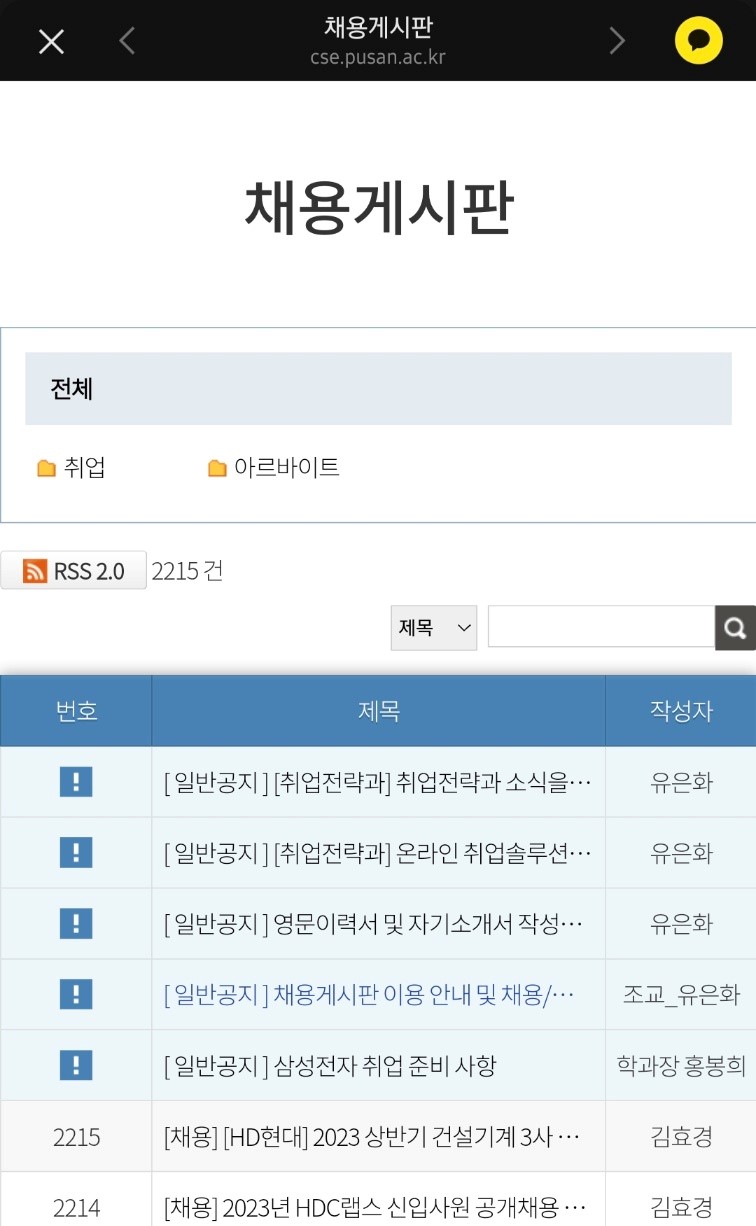 채용게시판
cse.pusan.ac.kr
채용게시판
전체
취업 아르바이트
RSS 2.0 2215 건
제목
번호 제목 작성자
[ 일반공지 ] [취업전략과] 취업전략과 소식을… 유은화
[ 일반공지 ] [취업전략과] 온라인 취업솔루션… 유은화
[ 일반공지 ] 영문이력서 및 자기소개서 작성… 유은화
[ 일반공지 ] 채용게시판 이용 안내 및 채용/… 조교_유은화
[ 일반공지 ] 삼성전자 취업 준비 사항 학과장 홍봉희
2215 [채용] [HD현대] 2023 상반기 건설기계 3사 … 김효경
2214 [채용] 2023년 HDC랩스 신입사원 공개채용 … 김효경